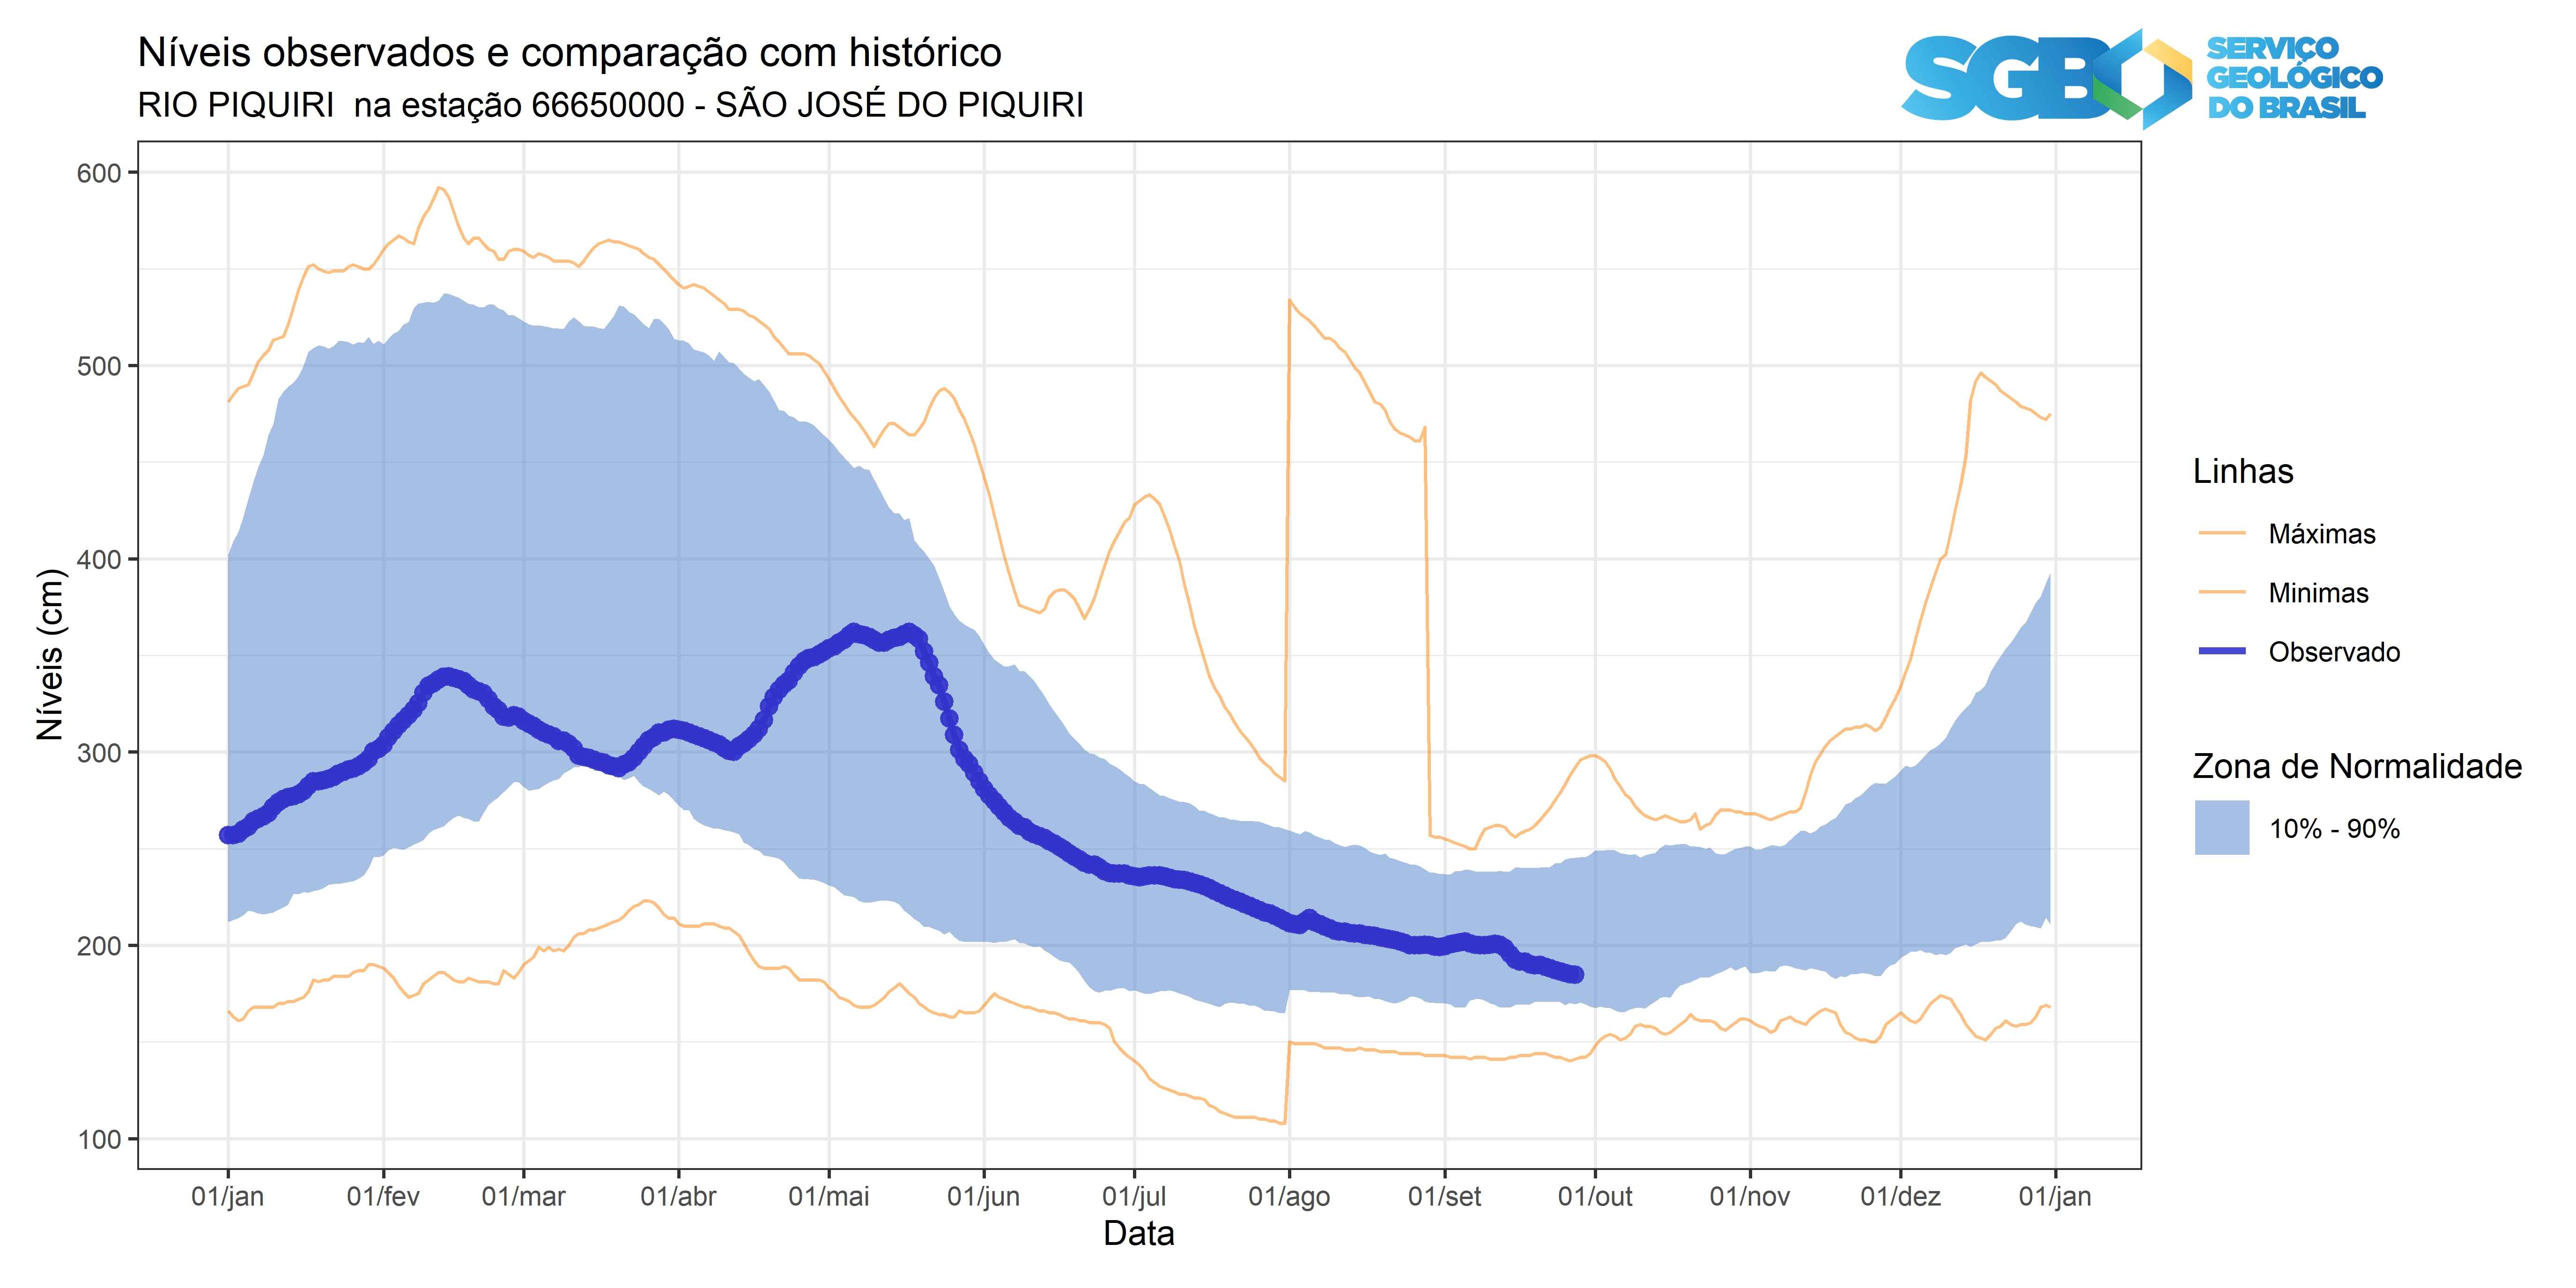 Níveis observados e comparação com histórico
RIO PIQUIRI  na estação 66650000 - SÃO JOSÉ DO PIQUIRI
SGB
SERVIÇO
GEOLÓGICO
DO BRASIL
Níveis (cm)
600
500
400
300
200
100
01/jan 01/fev 01/mar 01/abr 01/mai 01/jun 01/jul 01/ago 01/set 01/out 01/nov 01/dez 01/jan
Data
Linhas
Máximas
Minimas
Observado
Zona de Normalidade
10% - 90%